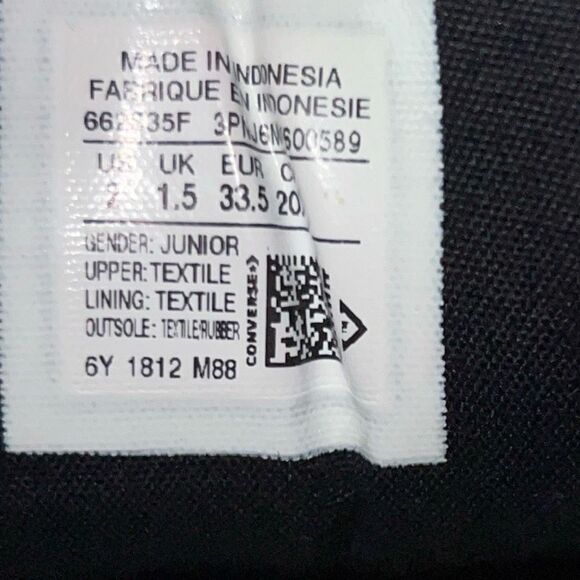 MADE IN INDONESIA
FABRIQUE EN INDONESIE
US UK EUR
1.5 33.5
GENDER: JUNIOR
UPPER: TEXTILE
LINING: TEXTILE
OUTSOLE: TEXTILE/RUBBER
6Y 1812 M88
CONVERSE